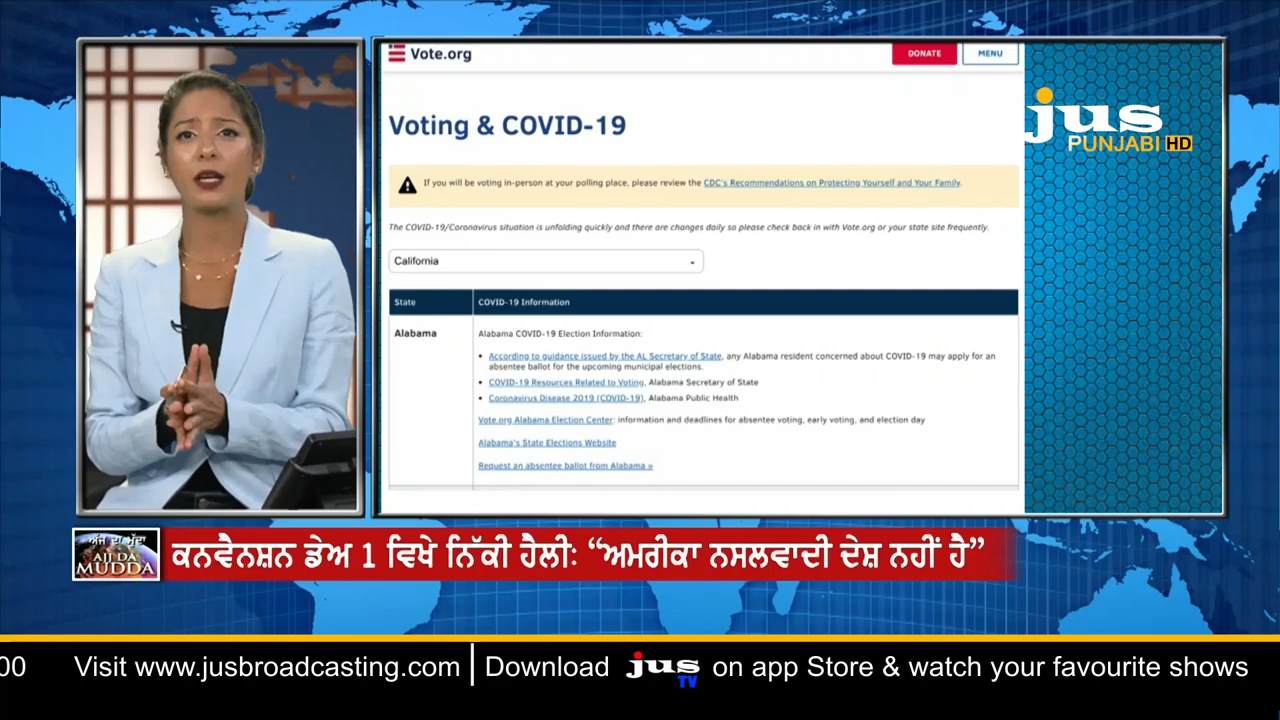 Vote.org
DONATE
MENU
Voting & COVID-19
If you will be voting in-person at your polling place, please review the CDC's Recommendations on Protecting Yourself and Your Family.
The COVID-19/Coronavirus situation is unfolding quickly and there are changes daily so please check back in with Vote.org or your state site frequently.
California
State
COVID-19 Information
Alabama
Alabama COVID-19 Election Information:
According to guidance issued by the AL Secretary of State, any Alabama resident concerned about COVID-19 may apply for an
absentee ballot for the upcoming municipal elections.
COVID-19 Resources Related to Voting, Alabama Secretary of State
Coronavirus Disease 2019 (COVID-19), Alabama Public Health
Vote.org Alabama Election Center: information and deadlines for absentee voting, early voting, and election day
Alabama's State Elections Website
Request an absentee ballot from Alabama »
jus
PUNJABI HD
ਅੱਜ ਦਾ ਮੁੱਦਾ
AJJ DA
MUDDA
ਕਨਵੈਨਸ਼ਨ ਡੇਅ 1 ਵਿਖੇ ਨਿੱਕੀ ਹੈਲੀ: “ਅਮਰੀਕਾ ਨਸਲਵਾਦੀ ਦੇਸ਼ ਨਹੀਂ ਹੈ”
00 Visit www.jusbroadcasting.com | Download jus TV on app Store & watch your favourite shows